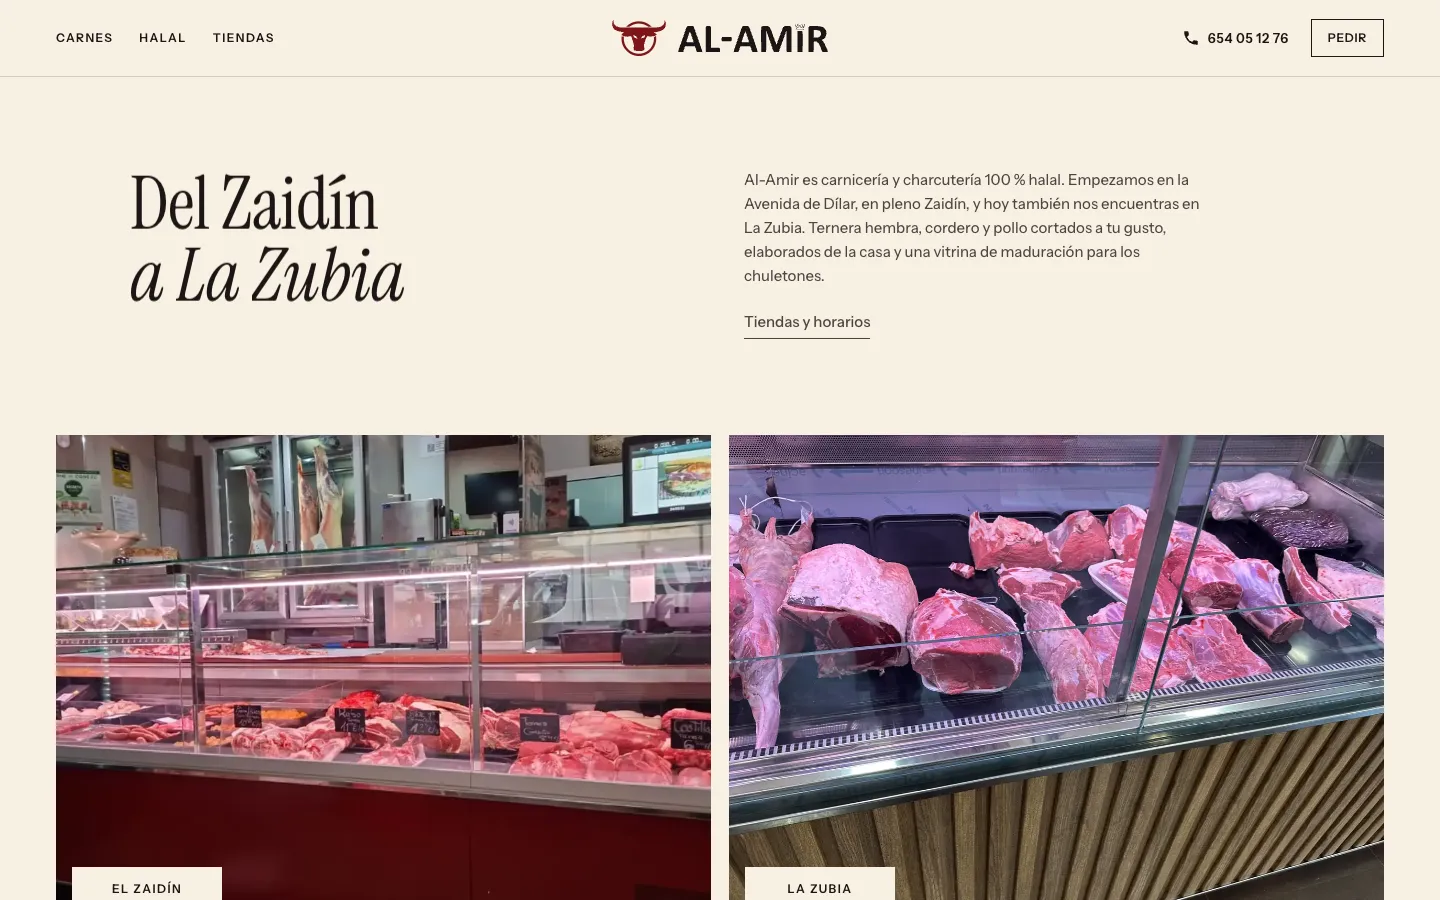 CARNES
HALAL
TIENDAS
AL-AMIR
654 05 12 76
PEDIR
Del Zaidín
a La Zubia
Al-Amir es carnicería y charcutería 100 % halal. Empezamos en la
Avenida de Dílar, en pleno Zaidín, y hoy también nos encuentras en
La Zubia. Ternera hembra, cordero y pollo cortados a tu gusto,
elaborados de la casa y una vitrina de maduración para los
chuletones.
Tiendas y horarios
EL ZAIDÍN
LA ZUBIA